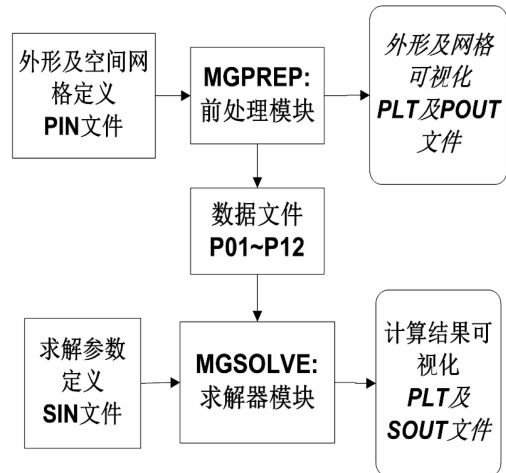 外形及空间网
格定义
PIN文件
MGPREP:
前处理模块
外形及网格
可视化
PLT及POUT
文件
数据文件
P01~P12
求解参数
定义
SIN文件
MGSOLVE:
求解器模块
计算结果可
视化
PLT及
SOUT文件